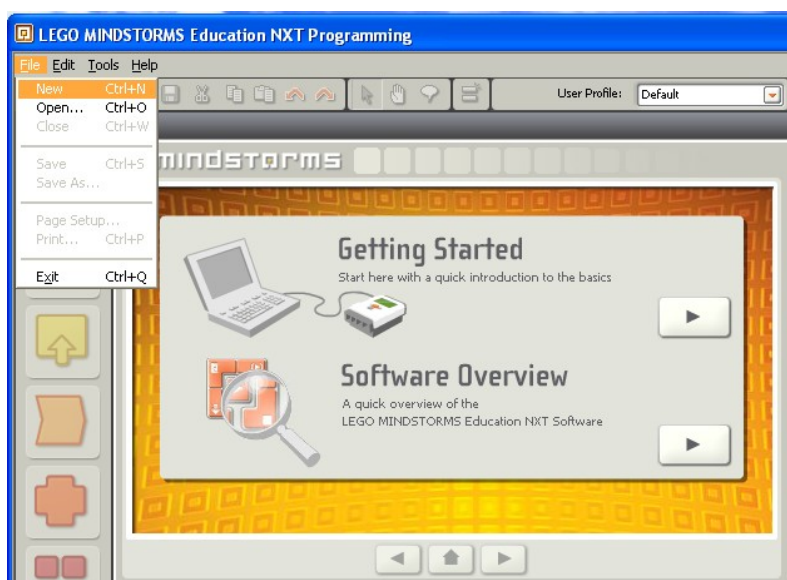 LEGO MINDSTORMS Education NXT Programming
File Edit Tools Help
User Profile: Default
New Ctrl+N
Open... Ctrl+O
Close Ctrl+W
Save Ctrl+S
Save As...
Page Setup...
Print... Ctrl+P
Exit Ctrl+Q
mindstorms
Getting Started
Start here with a quick introduction to the basics
Software Overview
A quick overview of the
LEGO MINDSTORMS Education NXT Software